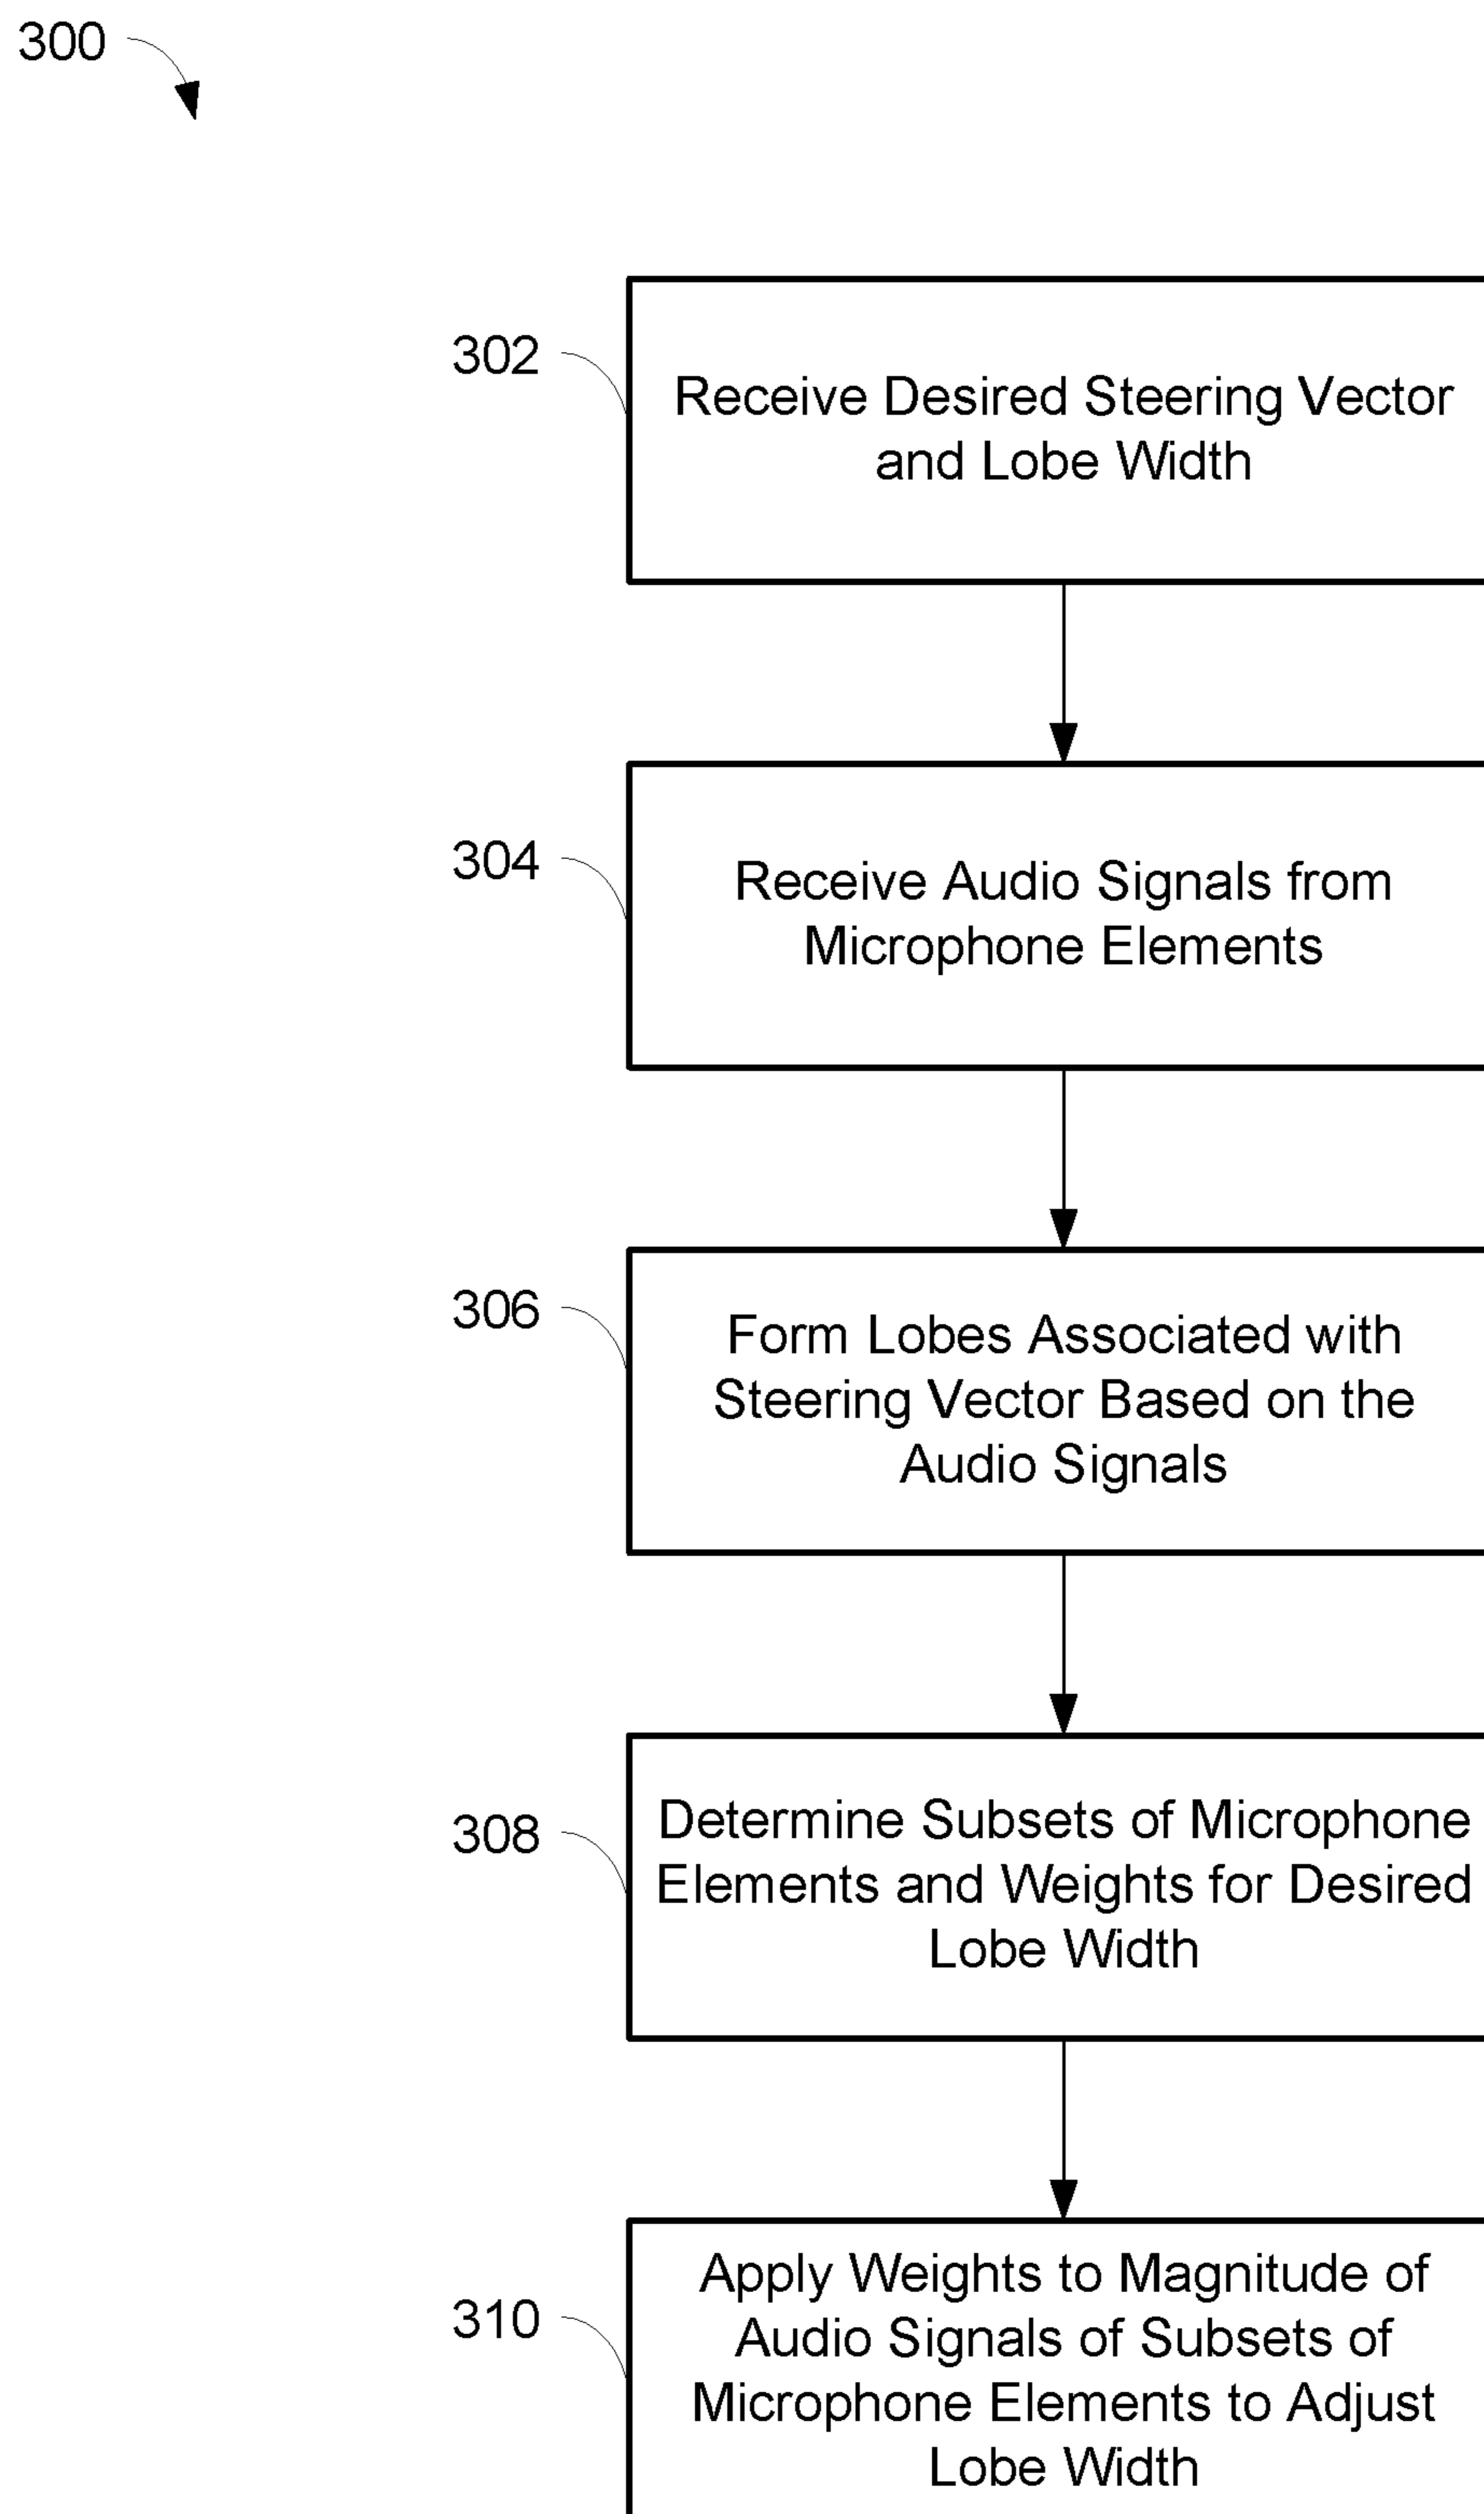 300
302
Receive Desired Steering Vector
and Lobe Width
304
Receive Audio Signals from
Microphone Elements
306
Form Lobes Associated with
Steering Vector Based on the
Audio Signals
308
Determine Subsets of Microphone
Elements and Weights for Desired
Lobe Width
310
Apply Weights to Magnitude of
Audio Signals of Subsets of
Microphone Elements to Adjust
Lobe Width